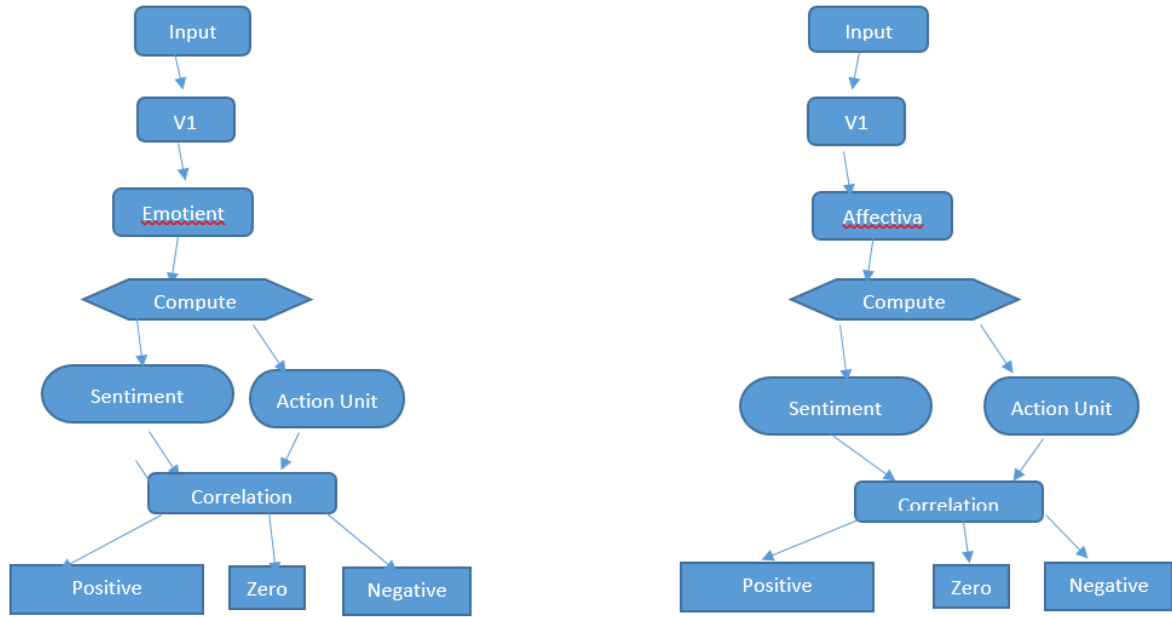 Input
V1
Emotient
Compute
Sentiment
Action Unit
Correlation
Positive
Zero
Negative
Input
V1
Affectiva
Compute
Sentiment
Action Unit
Correlation
Positive
Zero
Negative